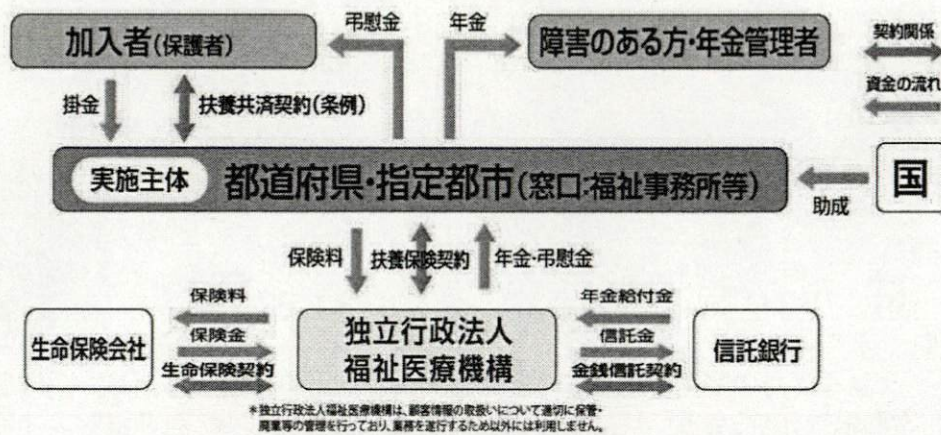 加入者(保護者)
弔慰金
年金
障害のある方・年金管理者
契約関係
資金の流れ
掛金
扶養共済契約(条例)
実施主体
都道府県・指定都市(窓口:福祉事務所等)
国
助成
保険料
扶養保険契約
年金・弔慰金
生命保険会社
保険料
保険金
生命保険契約
独立行政法人
福祉医療機構
年金給付金
信託金
金銭信託契約
信託銀行
*独立行政法人福祉医療機構は、顧客情報の取扱いについて適切に保管・
廃棄等の管理を行っており、業務を遂行するため以外には利用しません。